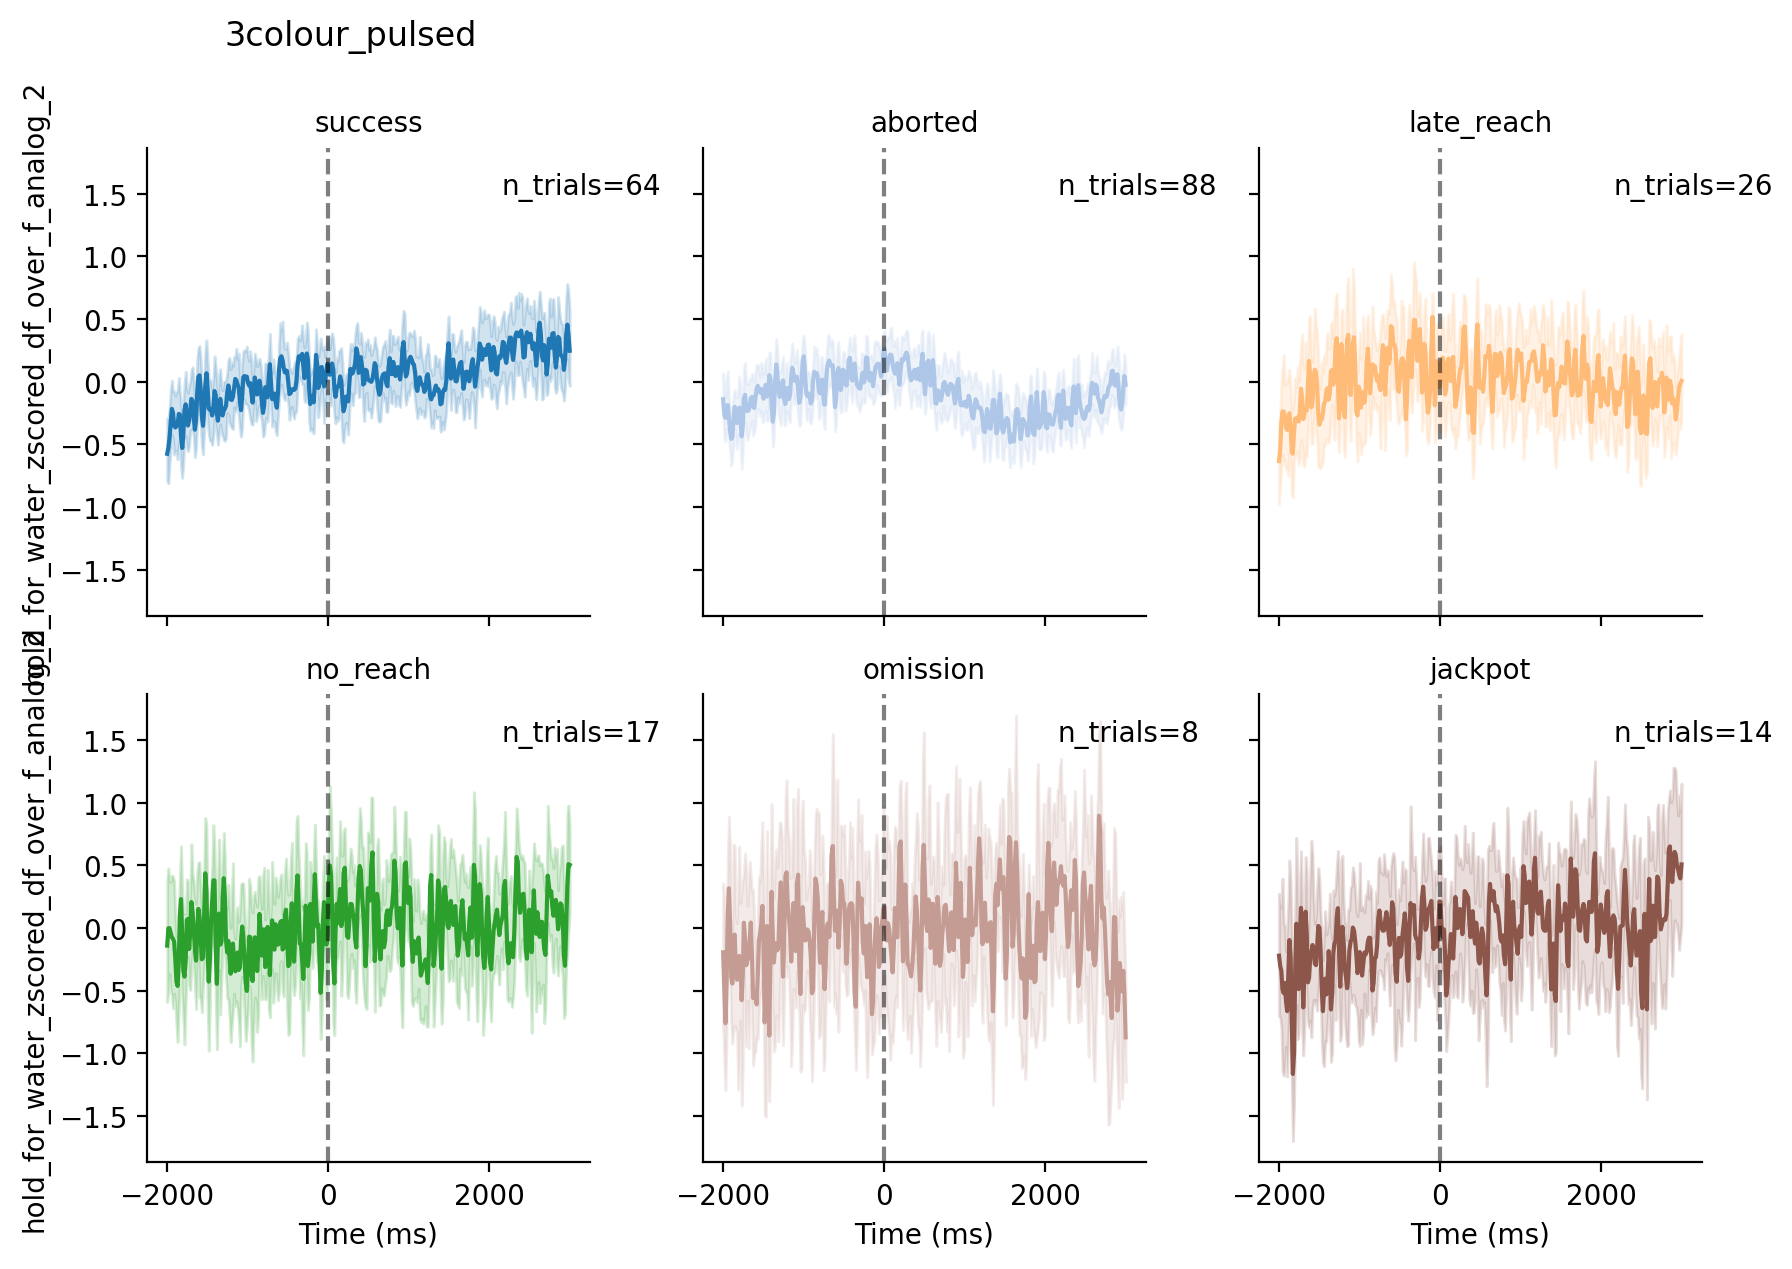 3colour_pulsed
hold_for_water_zscored_df_over_f_analog_2
success
n_trials=64
aborted
n_trials=88
late_reach
n_trials=26
1.5
1.0
0.5
0.0
−0.5
−1.0
−1.5
hold_for_water_zscored_df_over_f_analog_2
no_reach
n_trials=17
omission
n_trials=8
jackpot
n_trials=14
1.5
1.0
0.5
0.0
−0.5
−1.0
−1.5
−2000 0 2000
−2000 0 2000
−2000 0 2000
Time (ms)
Time (ms)
Time (ms)